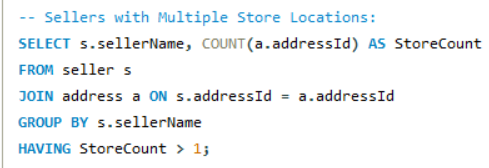 -- Sellers with Multiple Store Locations:
SELECT s.sellerName, COUNT(a.addressId) AS StoreCount
FROM seller s
JOIN address a ON s.addressId = a.addressId
GROUP BY s.sellerName
HAVING StoreCount > 1;